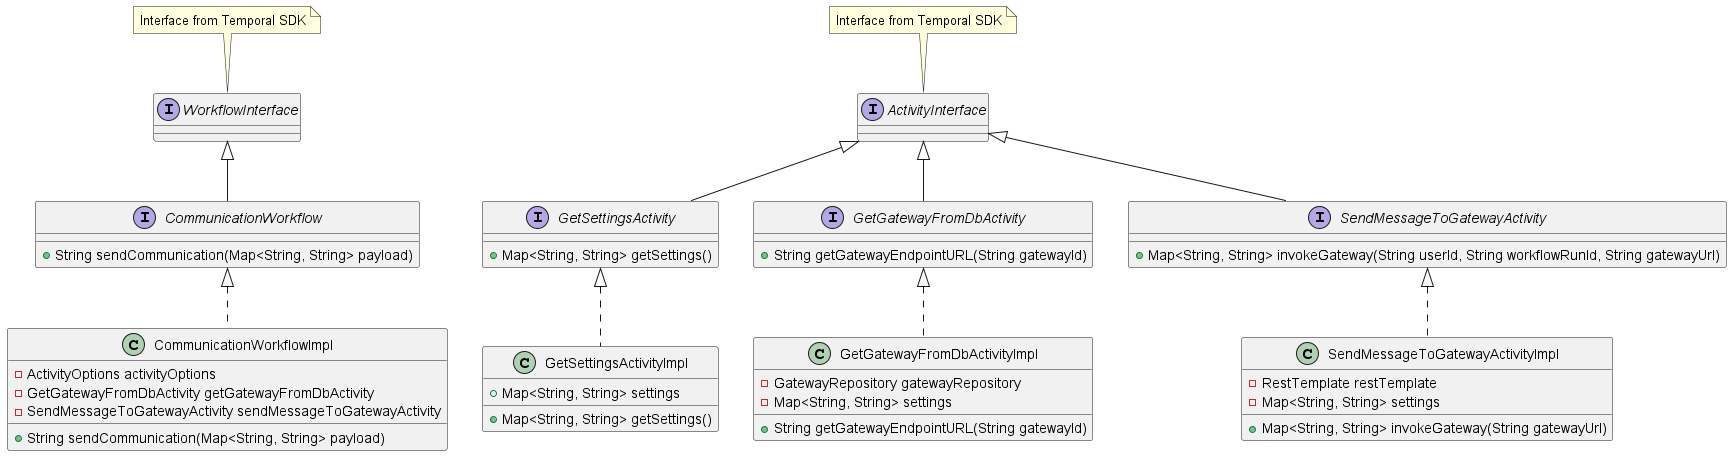 Interface from Temporal SDK
Interface from Temporal SDK
I WorkflowInterface
I ActivityInterface
I CommunicationWorkflow
String sendCommunication(Map<String, String> payload)
I GetSettingsActivity
Map<String, String> getSettings()
I GetGatewayFromDbActivity
String getGatewayEndpointURL(String gatewayId)
I SendMessageToGatewayActivity
Map<String, String> invokeGateway(String userId, String workflowRunId, String gatewayUrl)
C CommunicationWorkflowImpl
ActivityOptions activityOptions
GetGatewayFromDbActivity getGatewayFromDbActivity
SendMessageToGatewayActivity sendMessageToGatewayActivity
String sendCommunication(Map<String, String> payload)
C GetSettingsActivityImpl
Map<String, String> settings
Map<String, String> getSettings()
C GetGatewayFromDbActivityImpl
GatewayRepository gatewayRepository
Map<String, String> settings
String getGatewayEndpointURL(String gatewayId)
C SendMessageToGatewayActivityImpl
RestTemplate restTemplate
Map<String, String> settings
Map<String, String> invokeGateway(String gatewayUrl)